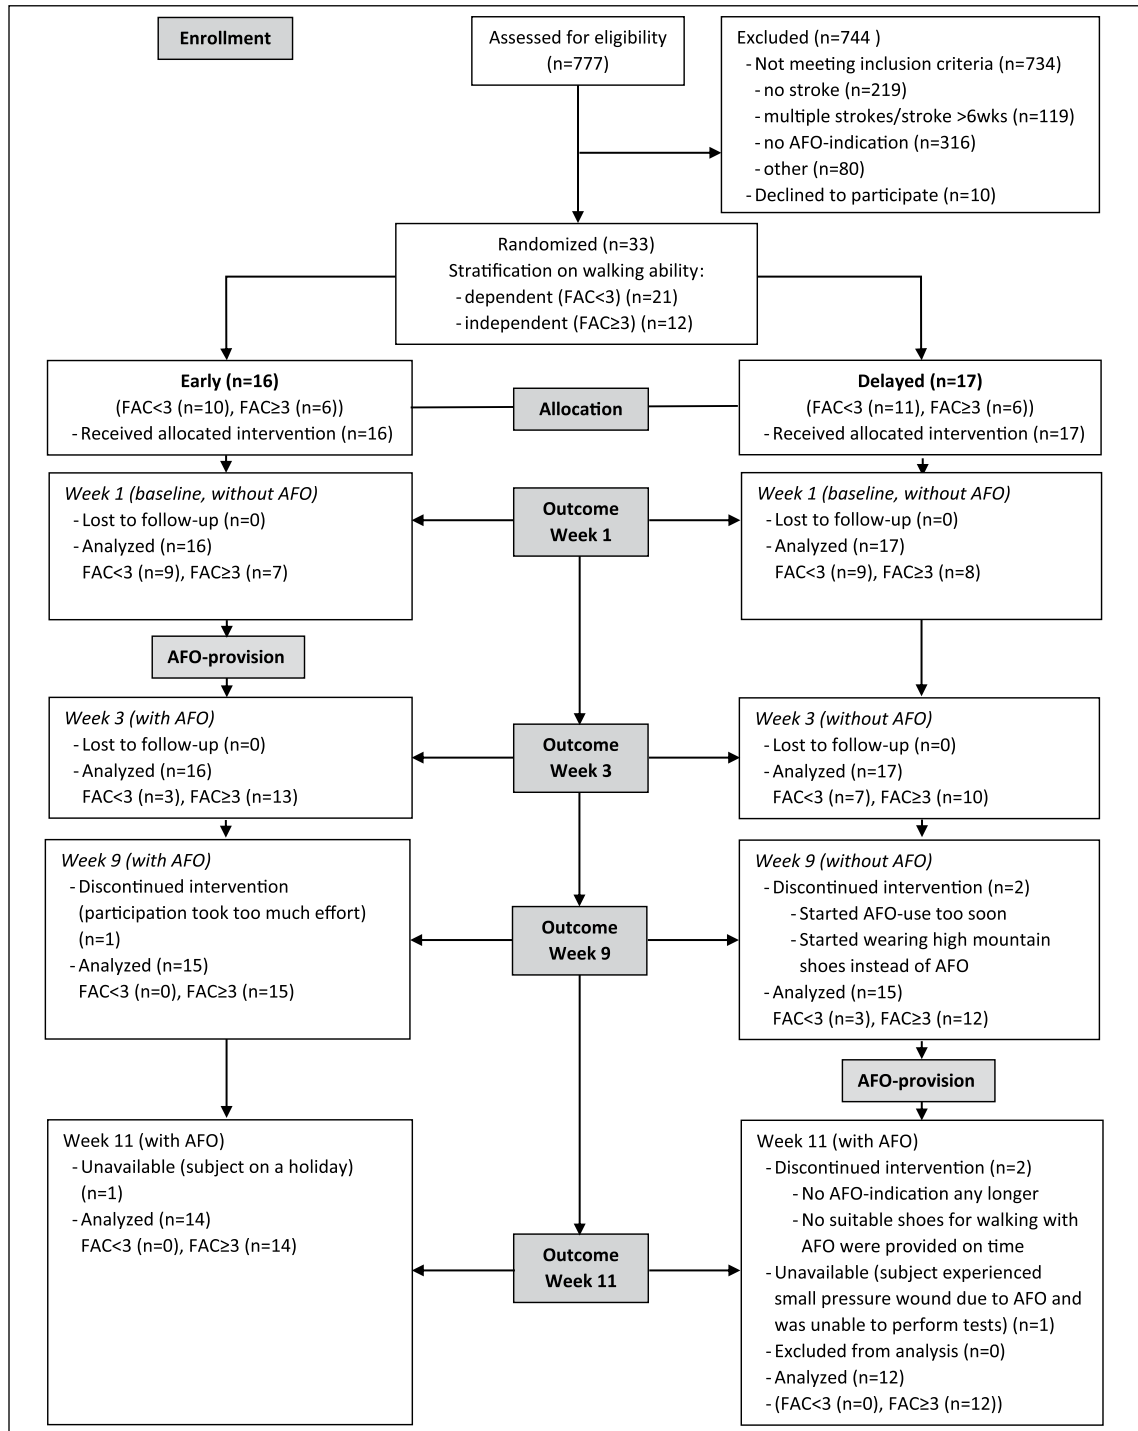 Enrollment
Assessed for eligibility
(n=777)
Excluded (n=744 )
- Not meeting inclusion criteria (n=734)
- no stroke (n=219)
- multiple strokes/stroke >6wks (n=119)
- no AFO-indication (n=316)
- other (n=80)
- Declined to participate (n=10)
Randomized (n=33)
Stratification on walking ability:
- dependent (FAC<3) (n=21)
- independent (FAC≥3) (n=12)
Early (n=16)
(FAC<3 (n=10), FAC≥3 (n=6))
- Received allocated intervention (n=16)
Allocation
Delayed (n=17)
(FAC<3 (n=11), FAC≥3 (n=6))
- Received allocated intervention (n=17)
Week 1 (baseline, without AFO)
- Lost to follow-up (n=0)
- Analyzed (n=16)
FAC<3 (n=9), FAC≥3 (n=7)
Outcome
Week 1
Week 1 (baseline, without AFO)
- Lost to follow-up (n=0)
- Analyzed (n=17)
FAC<3 (n=9), FAC≥3 (n=8)
AFO-provision
Week 3 (with AFO)
- Lost to follow-up (n=0)
- Analyzed (n=16)
FAC<3 (n=3), FAC≥3 (n=13)
Outcome
Week 3
Week 3 (without AFO)
- Lost to follow-up (n=0)
- Analyzed (n=17)
FAC<3 (n=7), FAC≥3 (n=10)
Week 9 (with AFO)
- Discontinued intervention
(participation took too much effort)
(n=1)
- Analyzed (n=15)
FAC<3 (n=0), FAC≥3 (n=15)
Outcome
Week 9
Week 9 (without AFO)
- Discontinued intervention (n=2)
- Started AFO-use too soon
- Started wearing high mountain
shoes instead of AFO
- Analyzed (n=15)
FAC<3 (n=3), FAC≥3 (n=12)
AFO-provision
Week 11 (with AFO)
- Unavailable (subject on a holiday)
(n=1)
- Analyzed (n=14)
FAC<3 (n=0), FAC≥3 (n=14)
Outcome
Week 11
Week 11 (with AFO)
- Discontinued intervention (n=2)
- No AFO-indication any longer
- No suitable shoes for walking with
AFO were provided on time
- Unavailable (subject experienced
small pressure wound due to AFO and
was unable to perform tests) (n=1)
- Excluded from analysis (n=0)
- Analyzed (n=12)
- (FAC<3 (n=0), FAC≥3 (n=12))